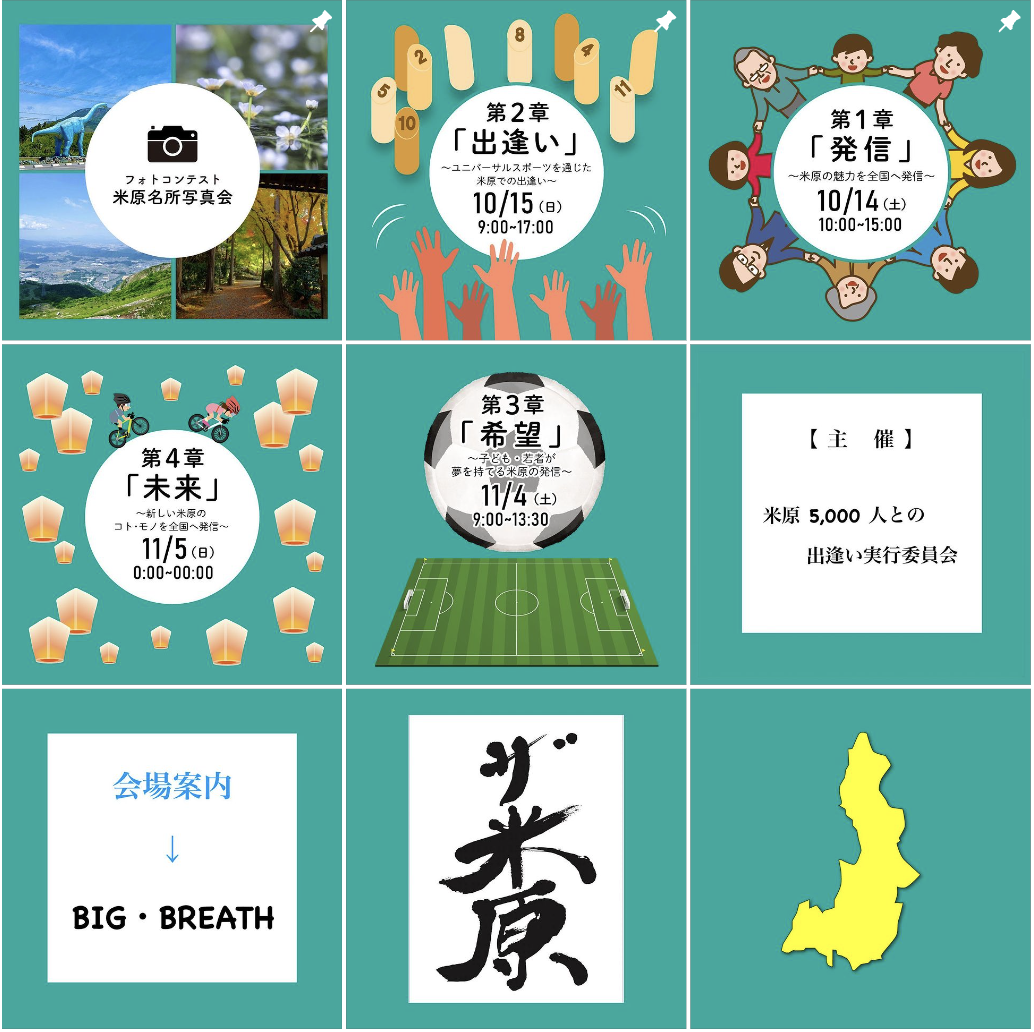 フォトコンテスト
米原名所写真会
8
2
4
5
11
10
第2章
「出逢い」
～ユニバーサルスポーツを通じた
米原での出逢い～
10/15（日）
9:00~17:00
第1章
「発信」
～米原の魅力を全国へ発信～
10/14（土）
10:00~15:00
第4章
「未来」
～新しい米原の
コト･モノを全国へ発信～
11/5（日）
0:00~00:00
第3章
「希望」
～子ども・若者が
夢を持てる米原の発信～
11/4（土）
9:00~13:30
【主　催】
米原 5,000 人との
出逢い実行委員会
会場案内
↓
BIG・BREATH
ザ
米
原